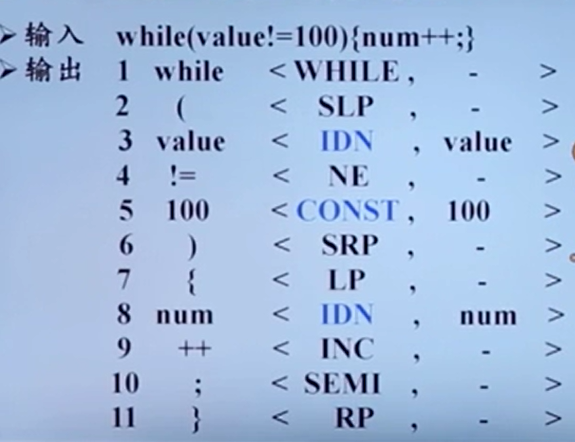 ➢ 输入 while(value!=100){num++;}
➢ 输出 1 while < WHILE , - >
2 ( < SLP , - >
3 value < IDN , value >
4 != < NE , - >
5 100 < CONST , 100 >
6 ) < SRP , - >
7 { < LP , - >
8 num < IDN , num >
9 ++ < INC , - >
10 ; < SEMI , - >
11 } < RP , - >